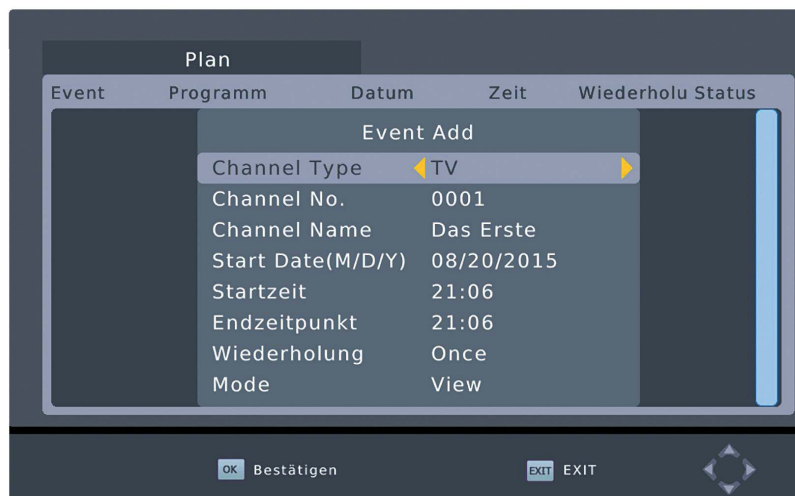 Plan
Event Programm Datum Zeit Wiederholu Status
Event Add
Channel Type TV
Channel No. 0001
Channel Name Das Erste
Start Date(M/D/Y) 08/20/2015
Startzeit 21:06
Endzeitpunkt 21:06
Wiederholung Once
Mode View
OK Bestätigen EXIT EXIT